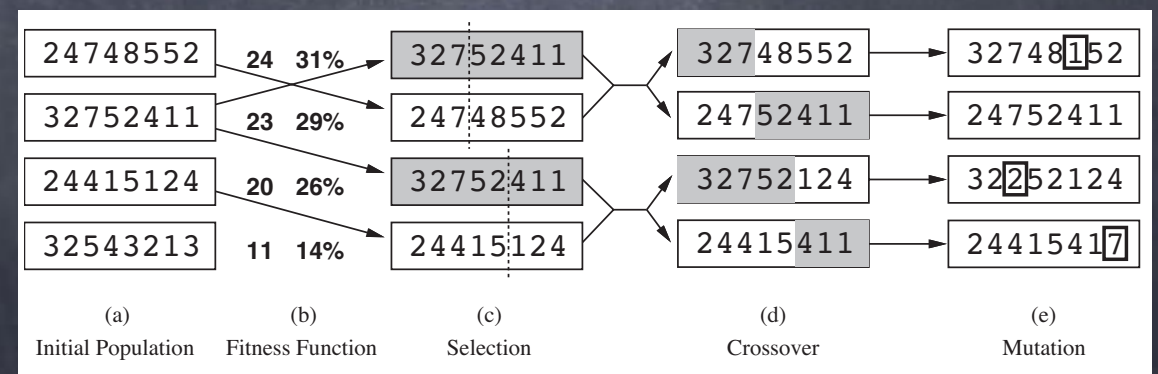 24748552 24 31% 32752411 32748552 32748152
32752411 23 29% 24748552 24752411 24752411
24415124 20 26% 32752411 32752124 32252124
32543213 11 14% 24415124 24415411 24415417
(a) (b) (c) (d) (e)
Initial Population Fitness Function Selection Crossover Mutation